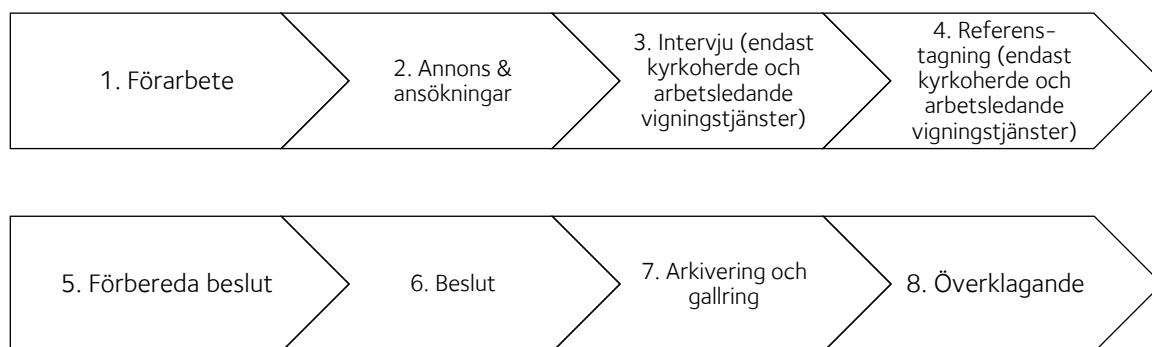 1. Förarbete
2. Annons &
ansökningar
3. Intervju (endast
kyrkoherde och
arbetsledande
vigningstjänster)
4. Referens-
tagning (endast
kyrkoherde och
arbetsledande
vigningstjänster)
5. Förbereda beslut
6. Beslut
7. Arkivering och
gallring
8. Överklagande